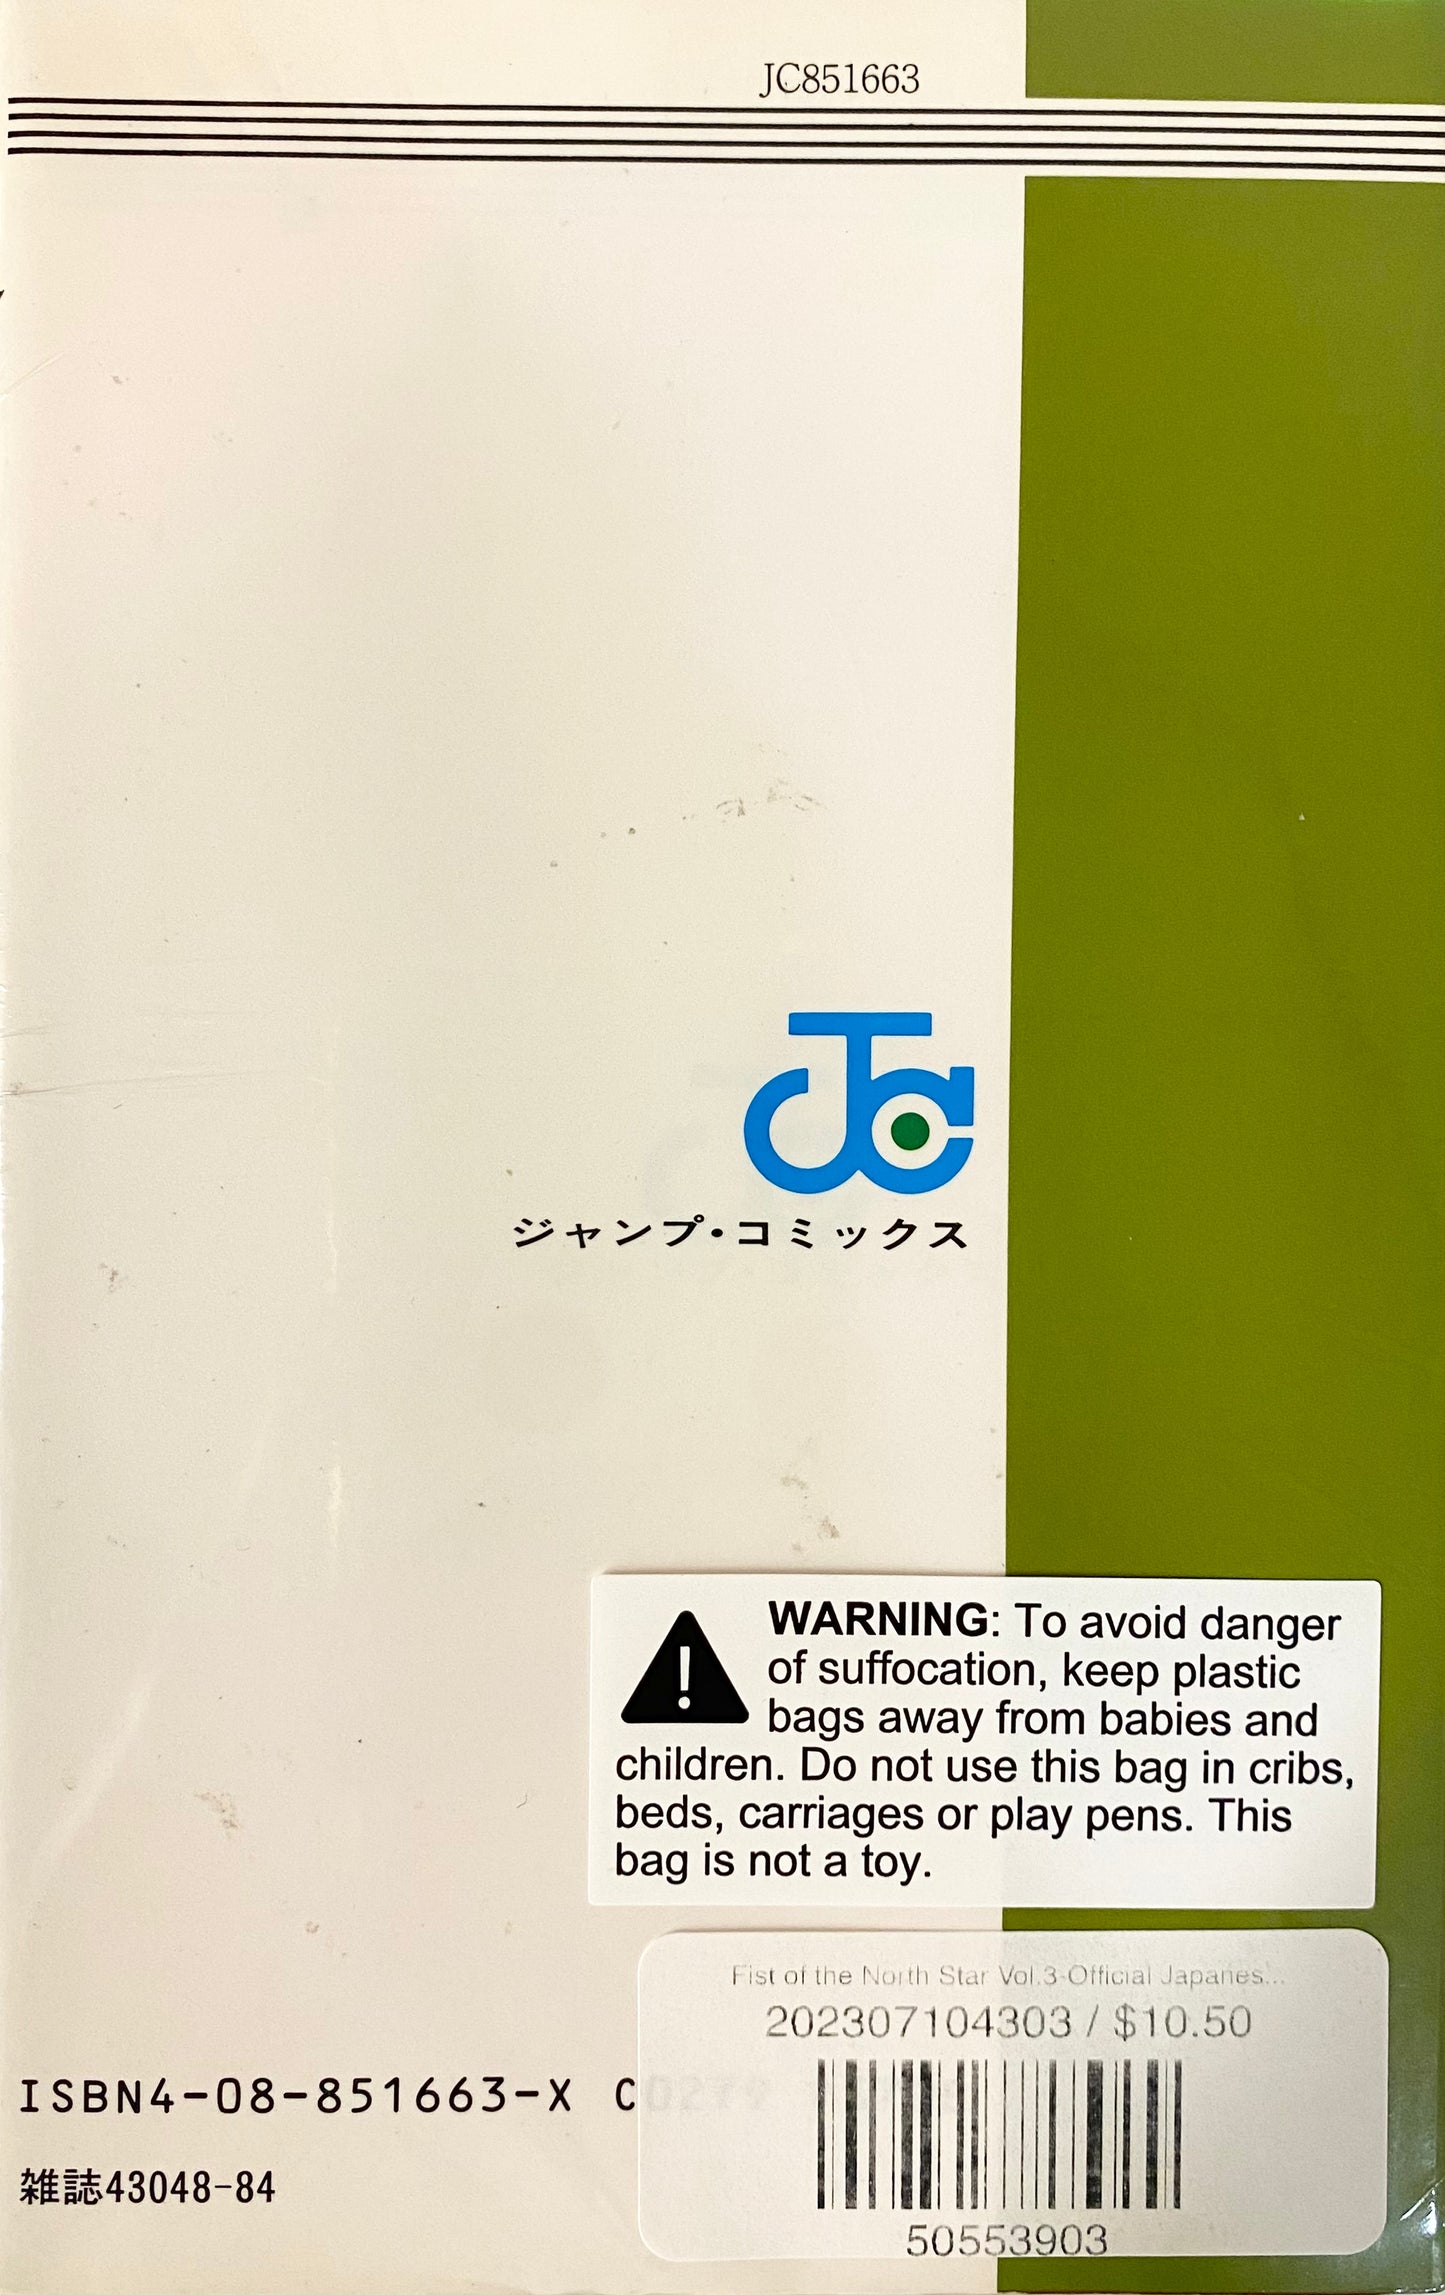 JC851663
JC
ジャンプ・コミックス
WARNING: To avoid danger
of suffocation, keep plastic
bags away from babies and
children. Do not use this bag in cribs,
beds, carriages or play pens. This
bag is not a toy.
Fist of the North Star Vol.3-Official Japanes...
202307104303 / $10.50
50553903
ISBN4-08-851663-X C
雑誌43048-84